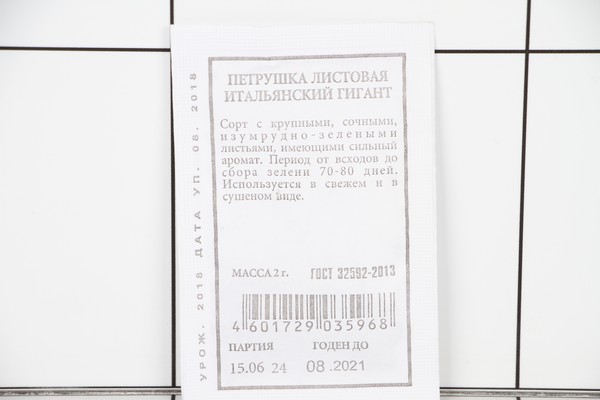 ПЕТРУШКА ЛИСТОВАЯ
ИТАЛЬЯНСКИЙ ГИГАНТ
Сорт с крупными, сочными,
изумрудно-зелеными
листьями, имеющими сильный
аромат. Период от всходов до
сбора зелени 70-80 дней.
Используется в свежем и в
сушеном виде.
МАССА 2 г. ГОСТ 32592-2013
4 601729 035968
ПАРТИЯ ГОДЕН ДО
15.06 24 08.2021
УРОЖ. 2018 ДАТА УП. 08. 2018